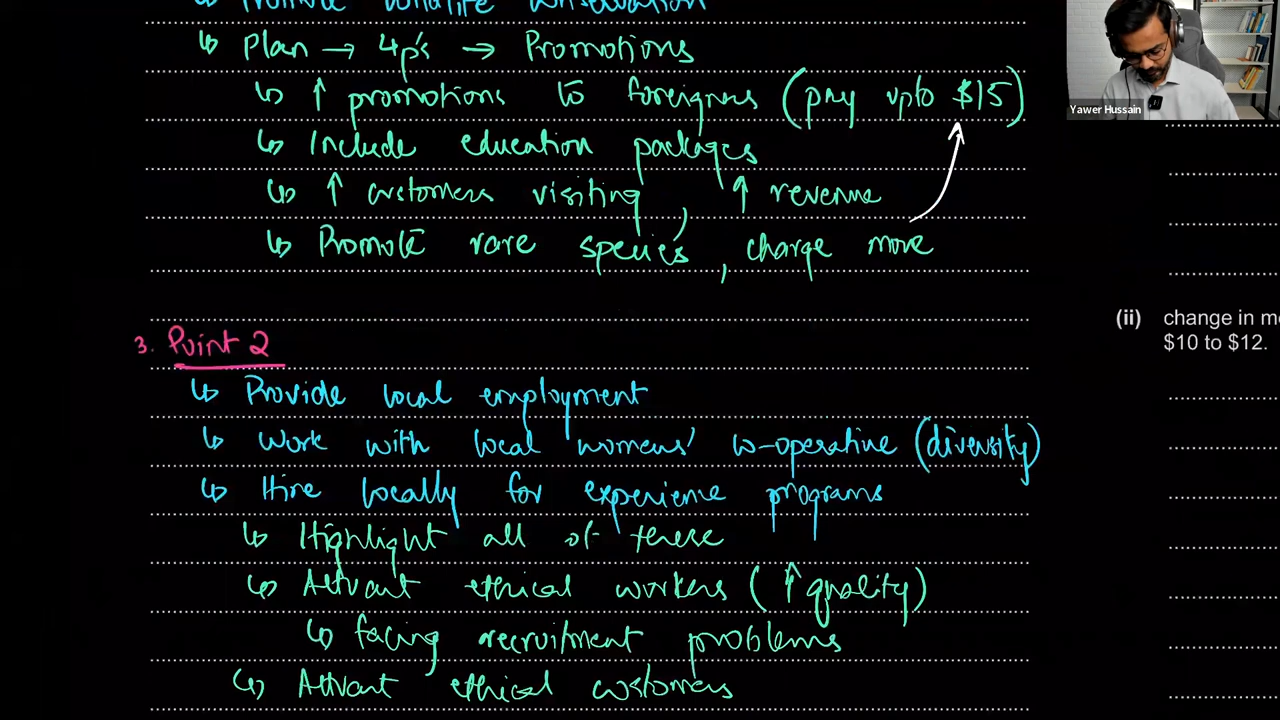 ↳ Promote wildlife conservation
↳ Plan → 4p's → Promotions
↳ ↑ promotions to foreigners (pay upto $15)
↳ Include education packages
↳ ↑ customers visiting, ↑ revenue
↳ Promote rare species, charge more
3. Point 2
↳ Provide local employment
↳ Work with local womens' co-operative (diversity)
↳ Hire locally for experience programs
↳ Highlight all of these
↳ Attract ethical workers (↑ quality)
↳ facing recruitment problems
↳ Attract ethical customers
Yawer Hussain
(ii) change in m
$10 to $12.